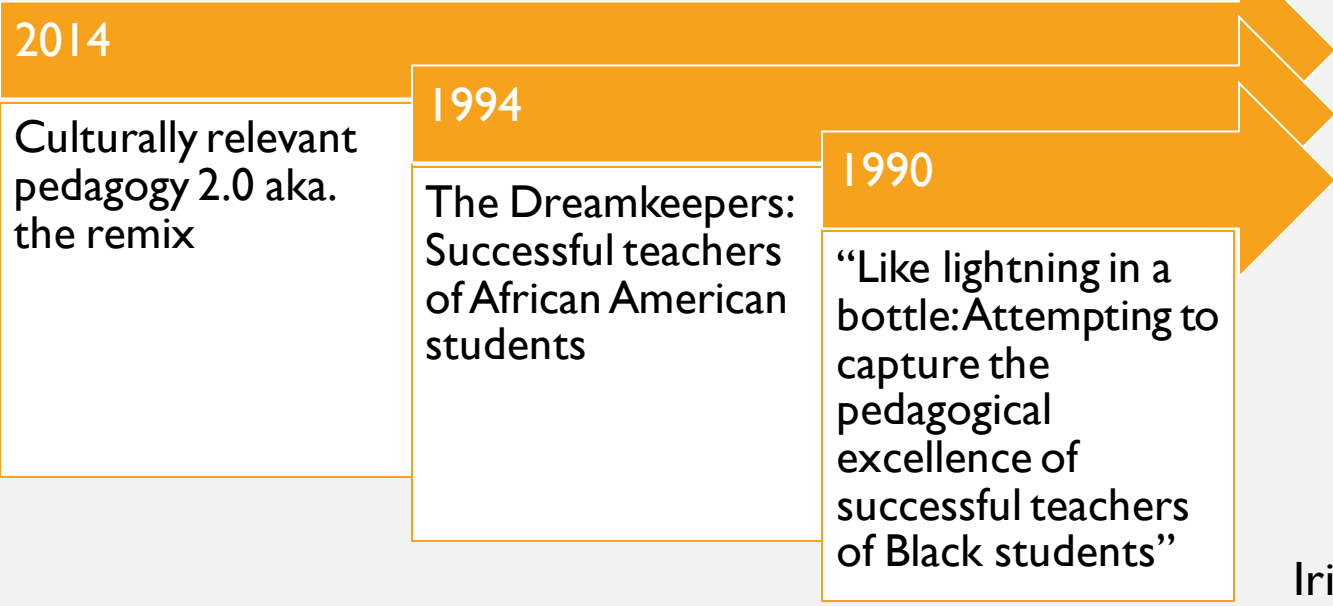 2014
Culturally relevant
pedagogy 2.0 aka.
the remix
1994
The Dreamkeepers:
Successful teachers
of African American
students
1990
“Like lightning in a
bottle: Attempting to
capture the
pedagogical
excellence of
successful teachers
of Black students”
Iri